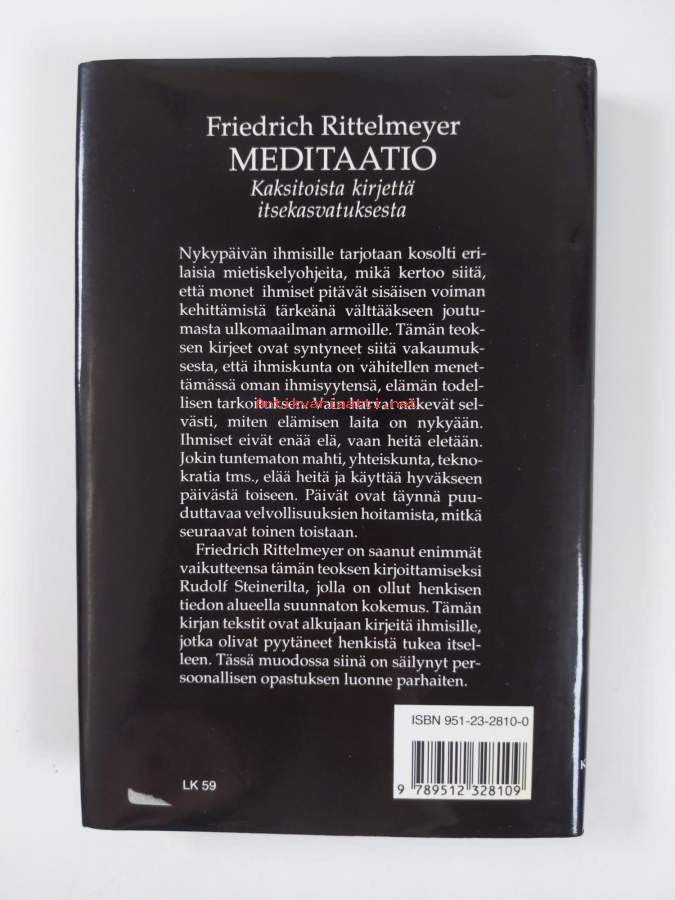 Friedrich Rittelmeyer
MEDITAATIO
Kaksitoista kirjettä
itsekasvatuksesta
Nykypäivän ihmisille tarjotaan kosolti eri-
laisia mietiskelyohjeita, mikä kertoo siitä,
että monet ihmiset pitävät sisäisen voiman
kehittämistä tärkeänä välttääkseen joutu-
masta ulkomaailman armoille. Tämän teok-
sen kirjeet ovat syntyneet siitä vakaumuk-
sesta, että ihmiskunta on vähitellen menet-
tämässä oman ihmisyytensä, elämän todel-
lisen tarkoituksen. Vain harvat näkevät sel-
västi, miten elämisen laita on nykyään.
Ihmiset eivät enää elä, vaan heitä eletään.
Jokin tuntematon mahti, yhteiskunta, tekno-
kratia tms., elää heitä ja käyttää hyväkseen
päivästä toiseen. Päivät ovat täynnä puu-
duttavaa velvollisuuksien hoitamista, mitkä
seuraavat toinen toistaan.
Friedrich Rittelmeyer on saanut enimmät
vaikutteensa tämän teoksen kirjoittamiseksi
Rudolf Steinerilta, jolla on ollut henkisen
tiedon alueella suunnaton kokemus. Tämän
kirjan tekstit ovat alkujaan kirjeitä ihmisille,
jotka olivat pyytäneet henkistä tukea itsel-
leen. Tässä muodossa siinä on säilynyt per-
soonallisen opastuksen luonne parhaiten.
ISBN 951-23-2810-0
9 789512 328109
LK 59
K